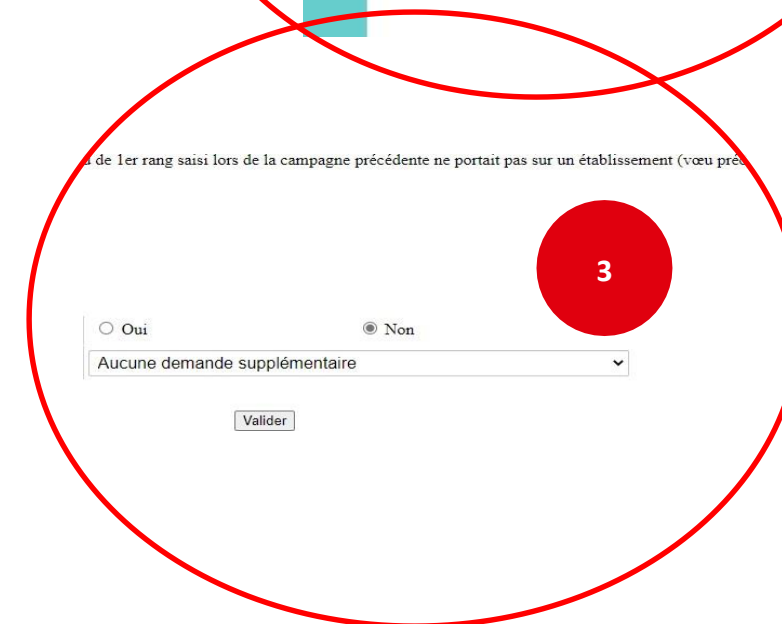 de 1er rang saisi lors de la campagne précédente ne portait pas sur un établissement (vœu
3
Oui Non
Aucune demande supplémentaire
Valider